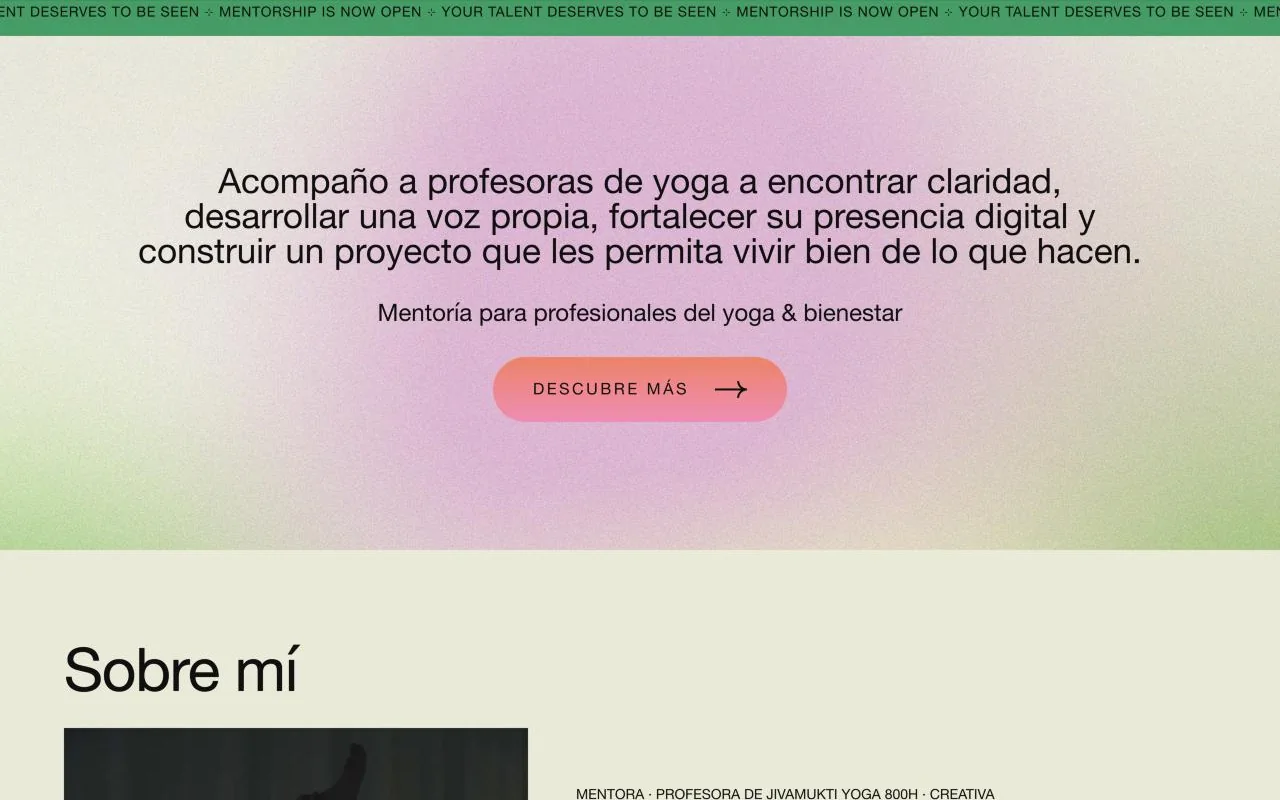 ENT DESERVES TO BE SEEN ⊹ MENTORSHIP IS NOW OPEN ⊹ YOUR TALENT DESERVES TO BE SEEN ⊹ MENTORSHIP IS NOW OPEN ⊹ YOUR TALENT DESERVES TO BE SEEN ⊹ MEN
Acompaño a profesoras de yoga a encontrar claridad,
desarrollar una voz propia, fortalecer su presencia digital y
construir un proyecto que les permita vivir bien de lo que hacen.
Mentoría para profesionales del yoga & bienestar
DESCUBRE MÁS →
Sobre mí
MENTORA · PROFESORA DE JIVAMUKTI YOGA 800H · CREATIVA